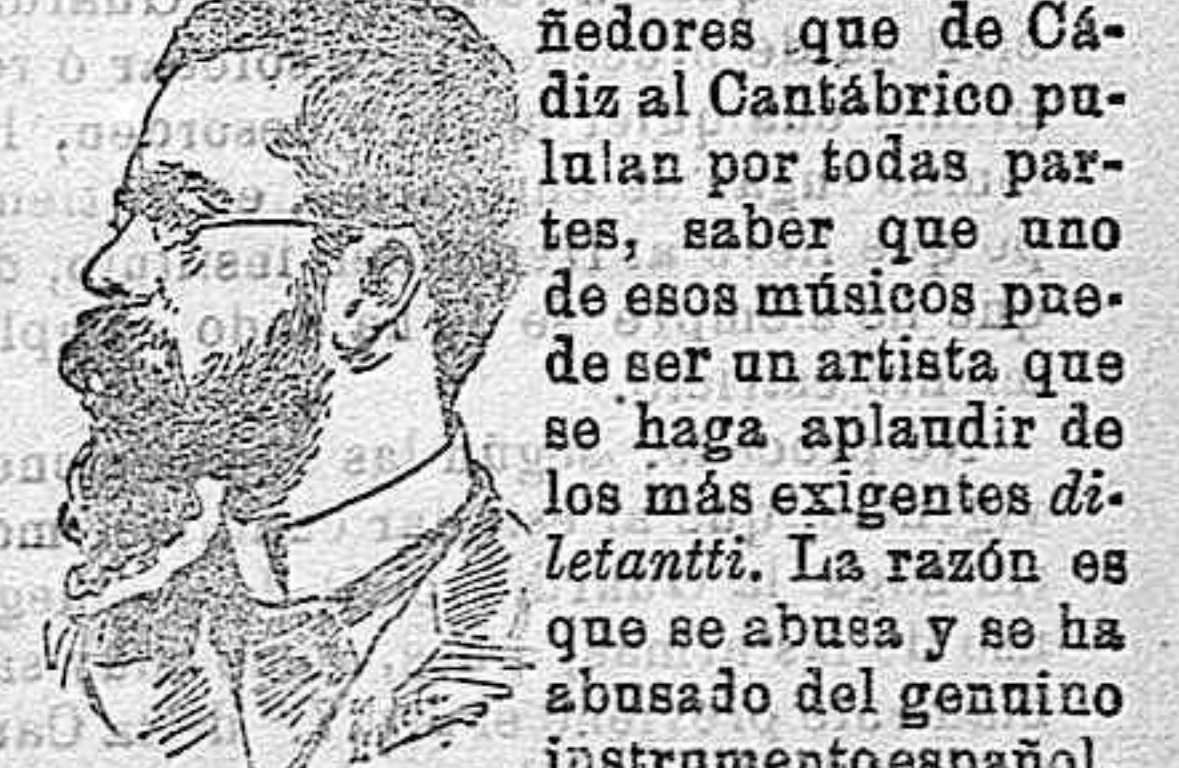 ñedores que de Cá-
diz al Cantábrico pu-
lulan por todas par-
tes, saber que uno
de esos músicos pue-
de ser un artista que
se haga aplaudir de
los más exigentes di-
letantti. La razón es
que se abusa y se ha
abusado del genuino
instrumento español